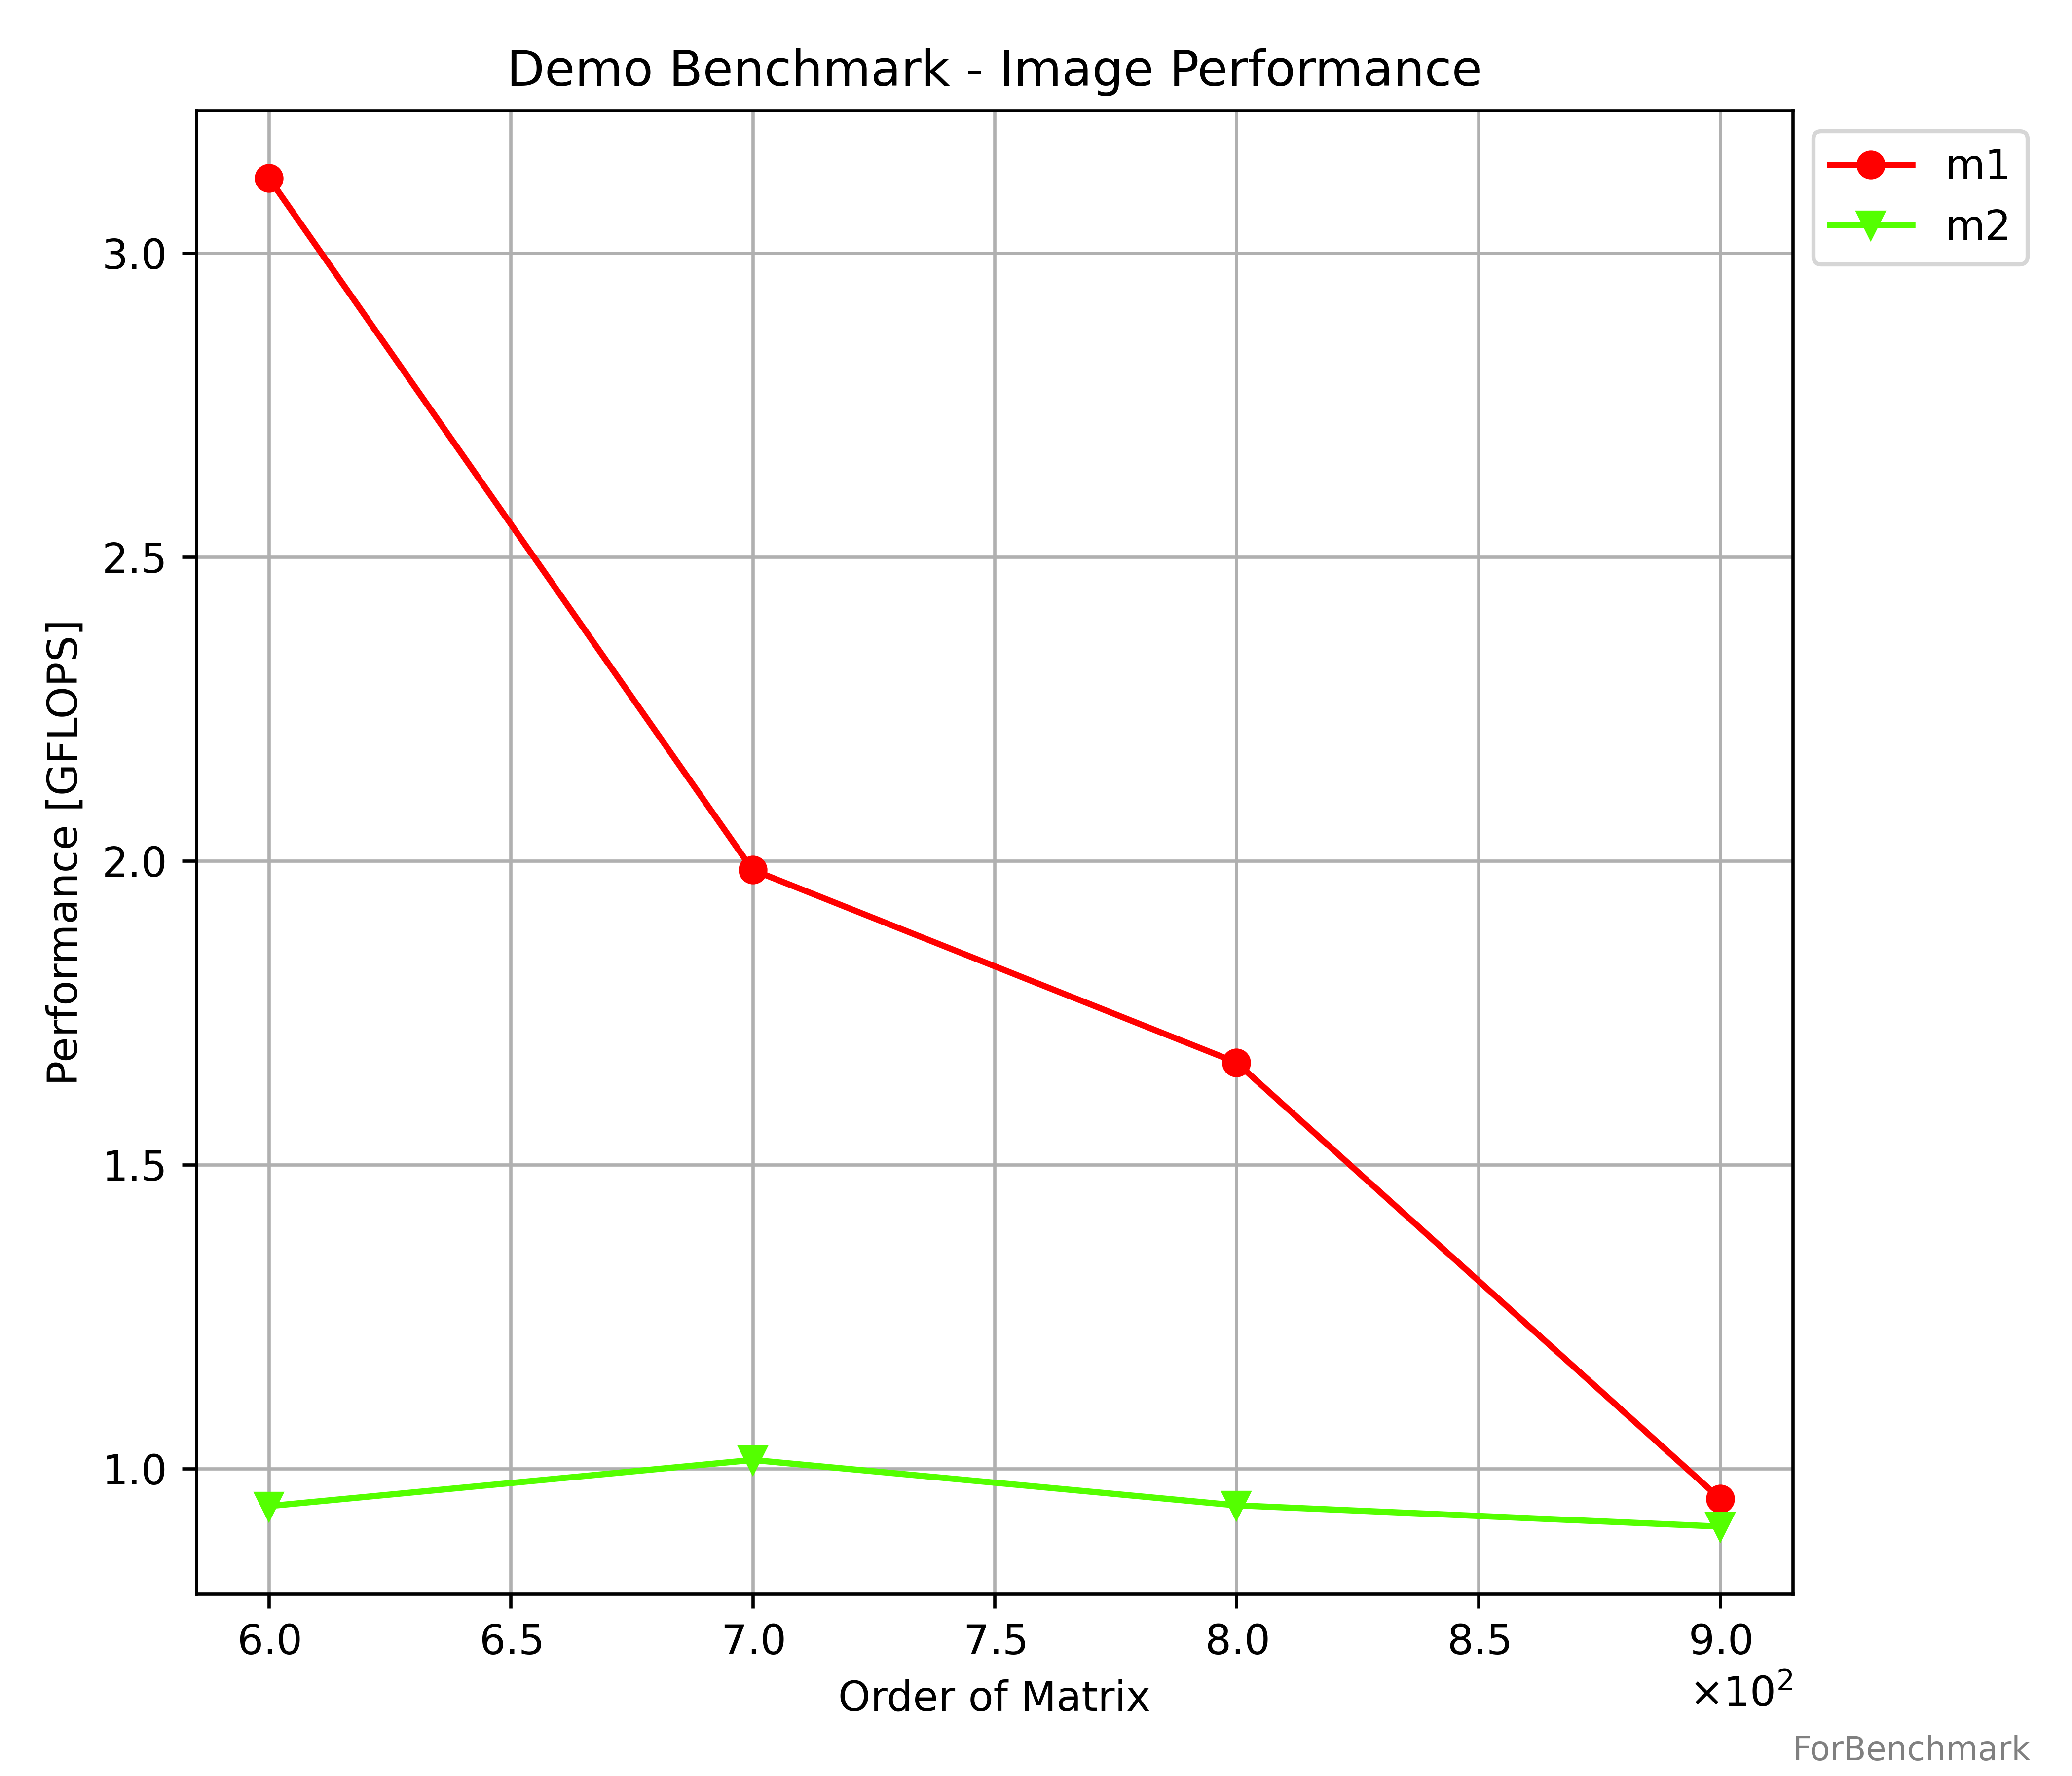 Demo Benchmark - Image Performance
m1
m2
Performance [GFLOPS]
3.0
2.5
2.0
1.5
1.0
6.0 6.5 7.0 7.5 8.0 8.5 9.0
×10²
Order of Matrix
ForBenchmark